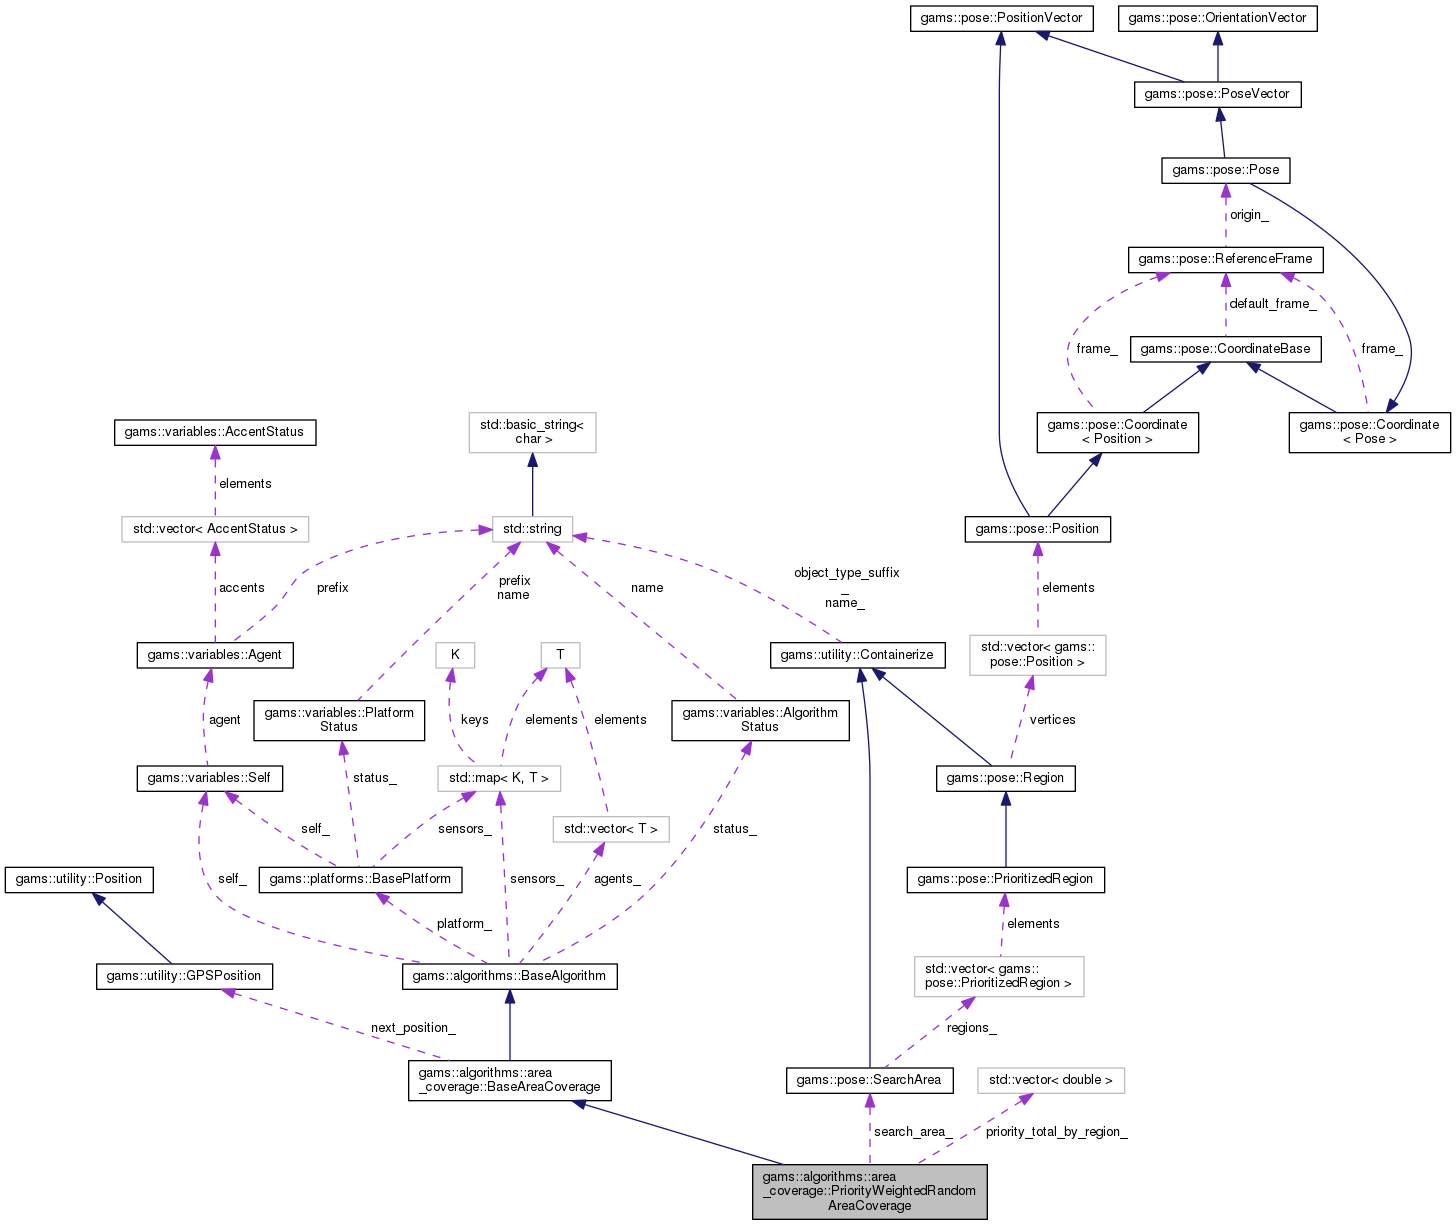 gams::pose::PositionVector
gams::pose::OrientationVector
gams::pose::PoseVector
gams::pose::Pose
origin_
gams::pose::ReferenceFrame
default_frame_
frame_
gams::pose::CoordinateBase
frame_
gams::pose::Coordinate
< Position >
gams::pose::Coordinate
< Pose >
gams::variables::AccentStatus
std::basic_string<
char >
elements
std::vector< AccentStatus >
std::string
gams::pose::Position
accents
prefix
prefix
name
name
object_type_suffix
_
name_
elements
gams::variables::Agent
K
T
gams::utility::Containerize
std::vector< gams::
pose::Position >
agent
gams::variables::Platform
Status
keys
elements
elements
gams::variables::Algorithm
Status
vertices
gams::variables::Self
status_
std::map< K, T >
gams::pose::Region
self_
sensors_
std::vector< T >
status_
gams::utility::Position
self_
gams::platforms::BasePlatform
sensors_
agents_
gams::pose::PrioritizedRegion
platform_
elements
gams::utility::GPSPosition
gams::algorithms::BaseAlgorithm
std::vector< gams::
pose::PrioritizedRegion >
next_position_
regions_
gams::algorithms::area
_coverage::BaseAreaCoverage
gams::pose::SearchArea
std::vector< double >
search_area_
priority_total_by_region_
gams::algorithms::area
_coverage::PriorityWeightedRandom
AreaCoverage